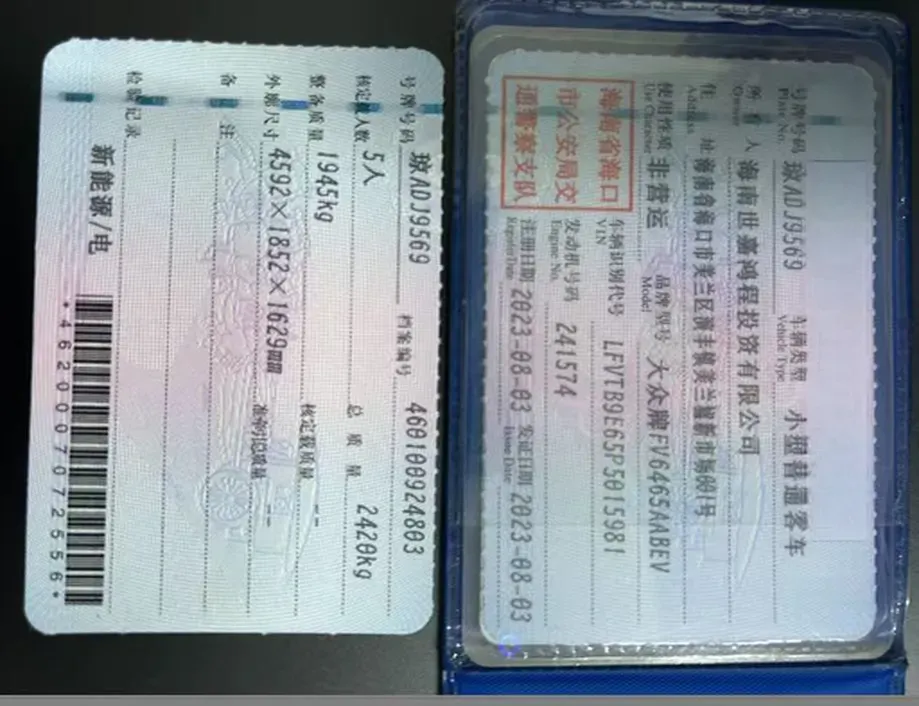 号牌号码 琼ADJ9569 车辆类型 小型普通客车
Plate No. Vehicle Type
所有人 海南世嘉鸿程投资有限公司
Owner
住址 海南省海口市美兰区演丰镇美兰墟新市场691号
Address
使用性质 非营运 品牌型号 大众牌FV6465AABEV
Use Character Model
海南省海口
市公安局交
通警察支队
车辆识别代号 LFVTB9E65P5015981
VIN
发动机号码 241574
Engine No.
注册日期 2023-08-03 发证日期 2023-08-03
Register Date Issue Date
号牌号码 琼ADJ9569 档案编号 460100924803
核定载人数 5人 总质量 2420kg
整备质量 1945kg 核定载质量 --
外廓尺寸 4592×1852×1629mm 准牵引总质量 --
备注
检验记录
新能源/电
*4620007072556*